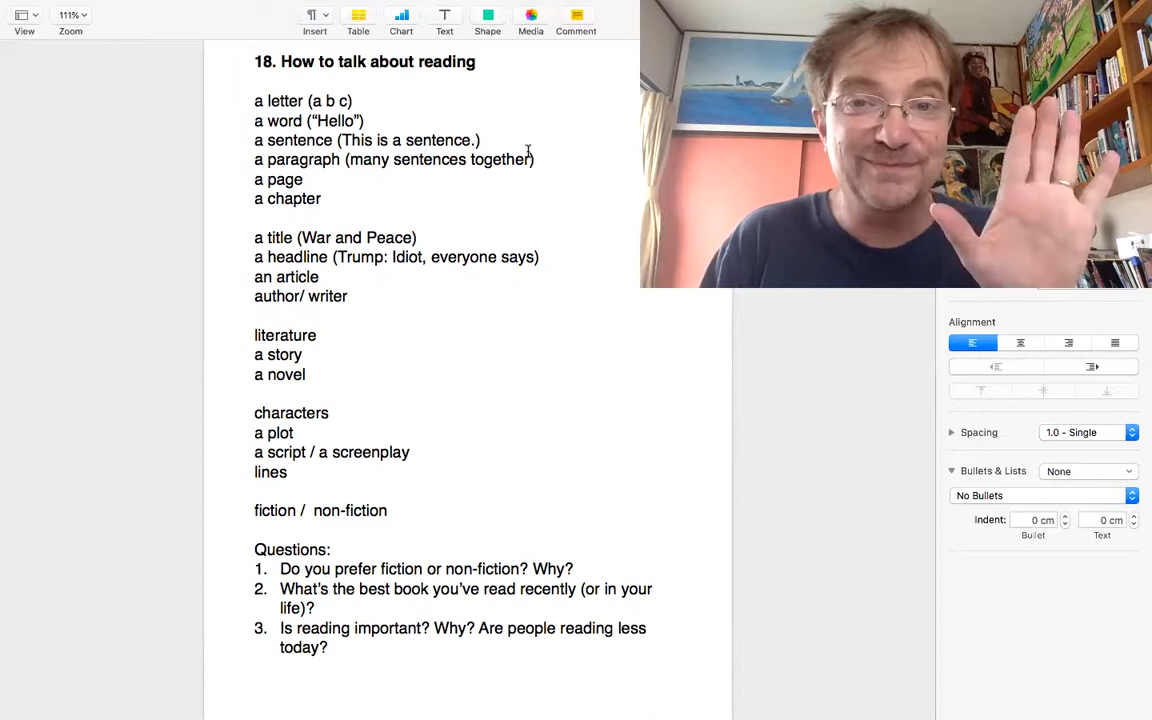 111%
View
Zoom
Insert
Table
Chart
Text
Shape
Media
Comment
18. How to talk about reading
a letter (a b c)
a word (“Hello”)
a sentence (This is a sentence.)
a paragraph (many sentences together)
a page
a chapter
a title (War and Peace)
a headline (Trump: Idiot, everyone says)
an article
author/ writer
literature
a story
a novel
characters
a plot
a script / a screenplay
lines
fiction /  non-fiction
Questions:
1. Do you prefer fiction or non-fiction? Why?
2. What’s the best book you’ve read recently (or in your
life)?
3. Is reading important? Why? Are people reading less
today?
Alignment
Spacing
1.0 - Single
Bullets & Lists
None
No Bullets
Indent:
0 cm
0 cm
Bullet
Text